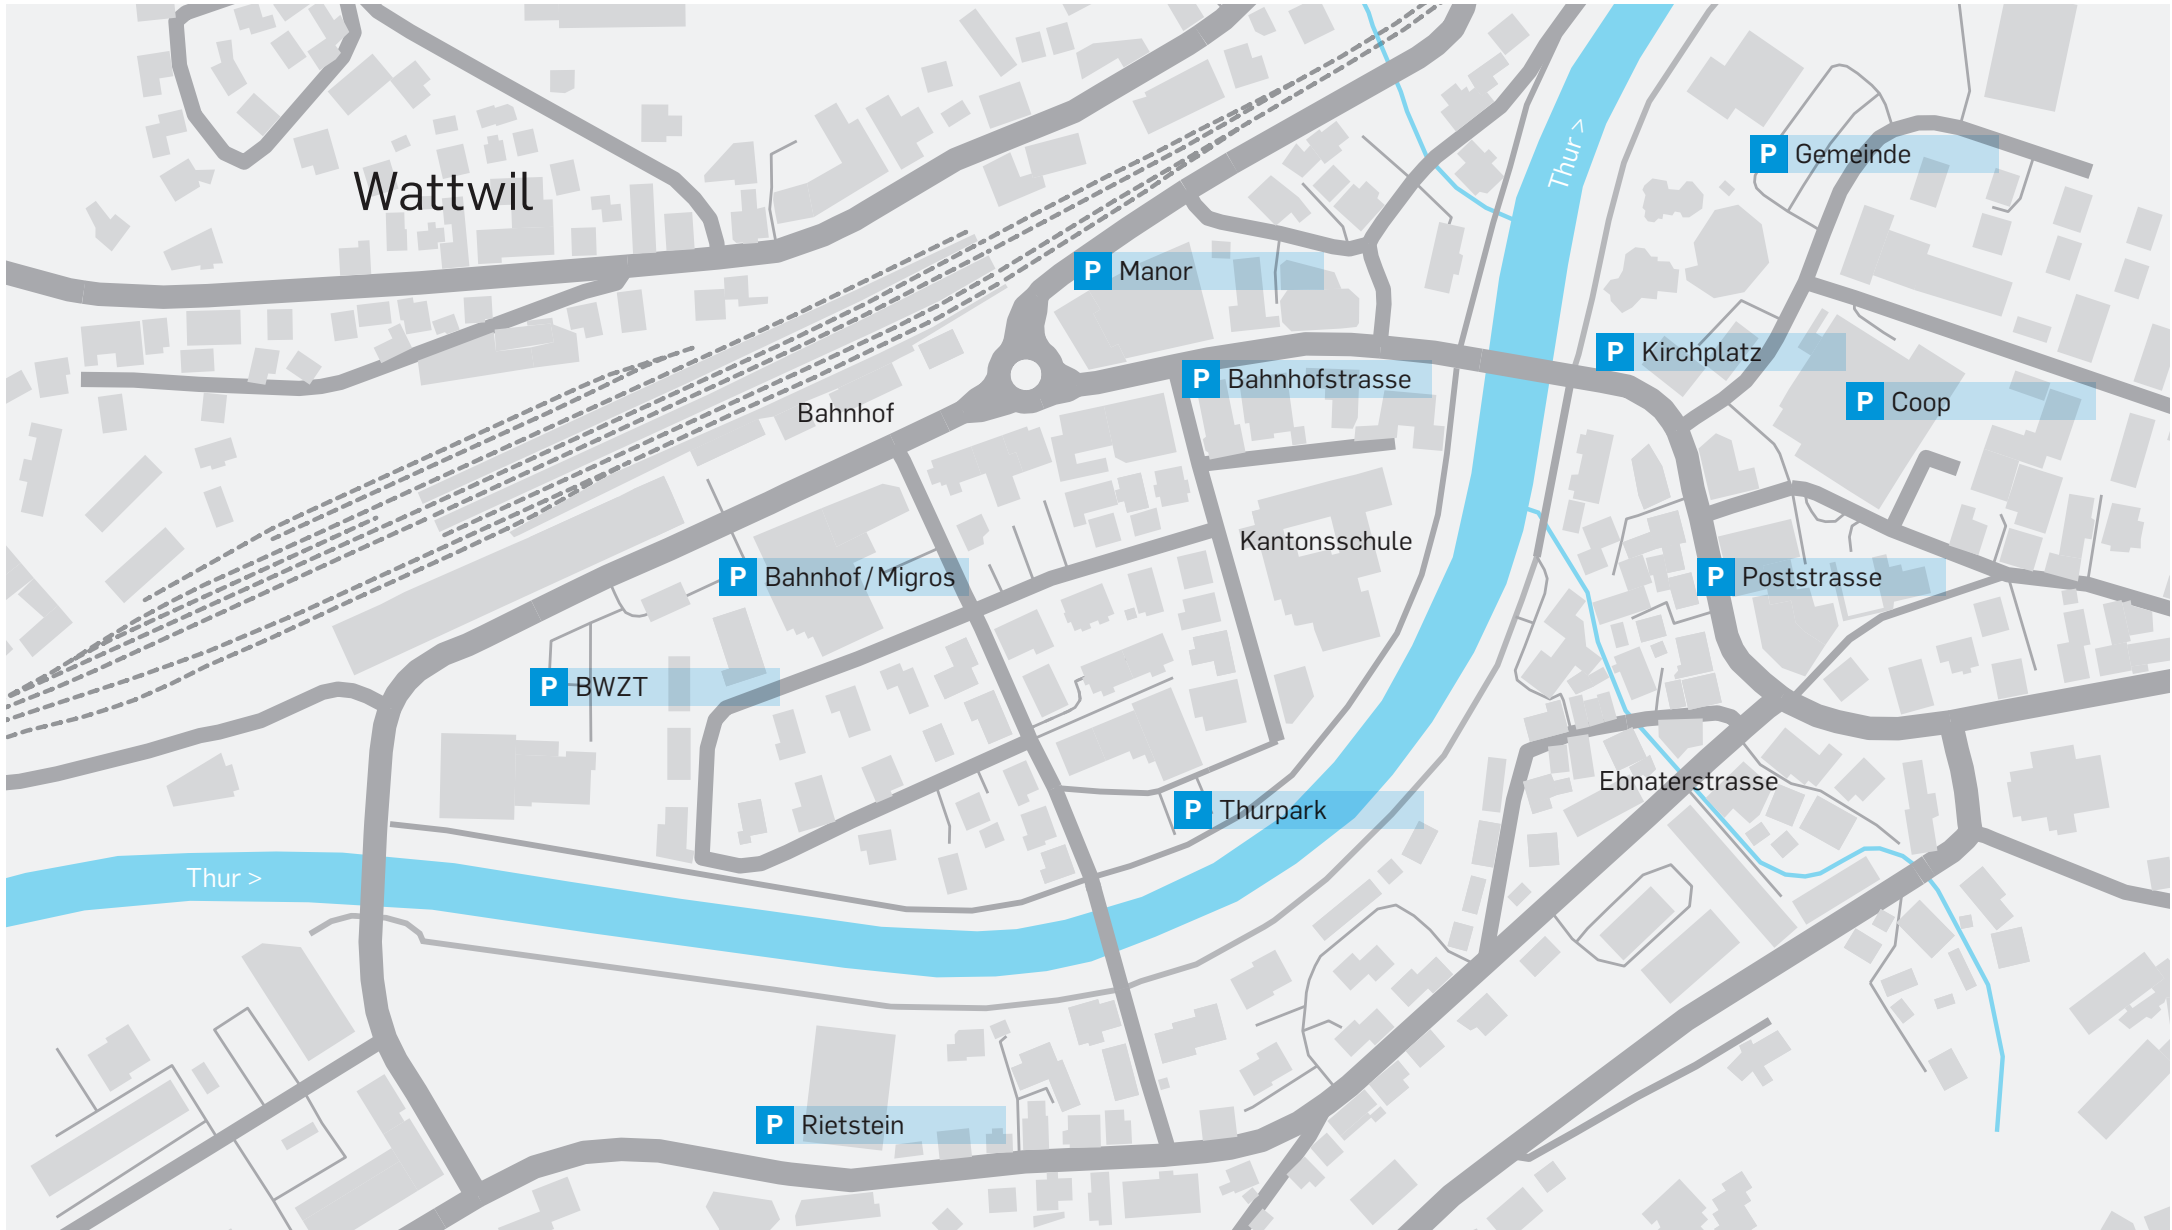 Thur >
P Gemeinde
Wattwil
P Manor
P Kirchplatz
P Bahnhofstrasse
P Coop
Bahnhof
Kantonsschule
P Bahnhof / Migros
P Poststrasse
P BWZT
Ebnaterstrasse
P Thurpark
Thur >
P Rietstein